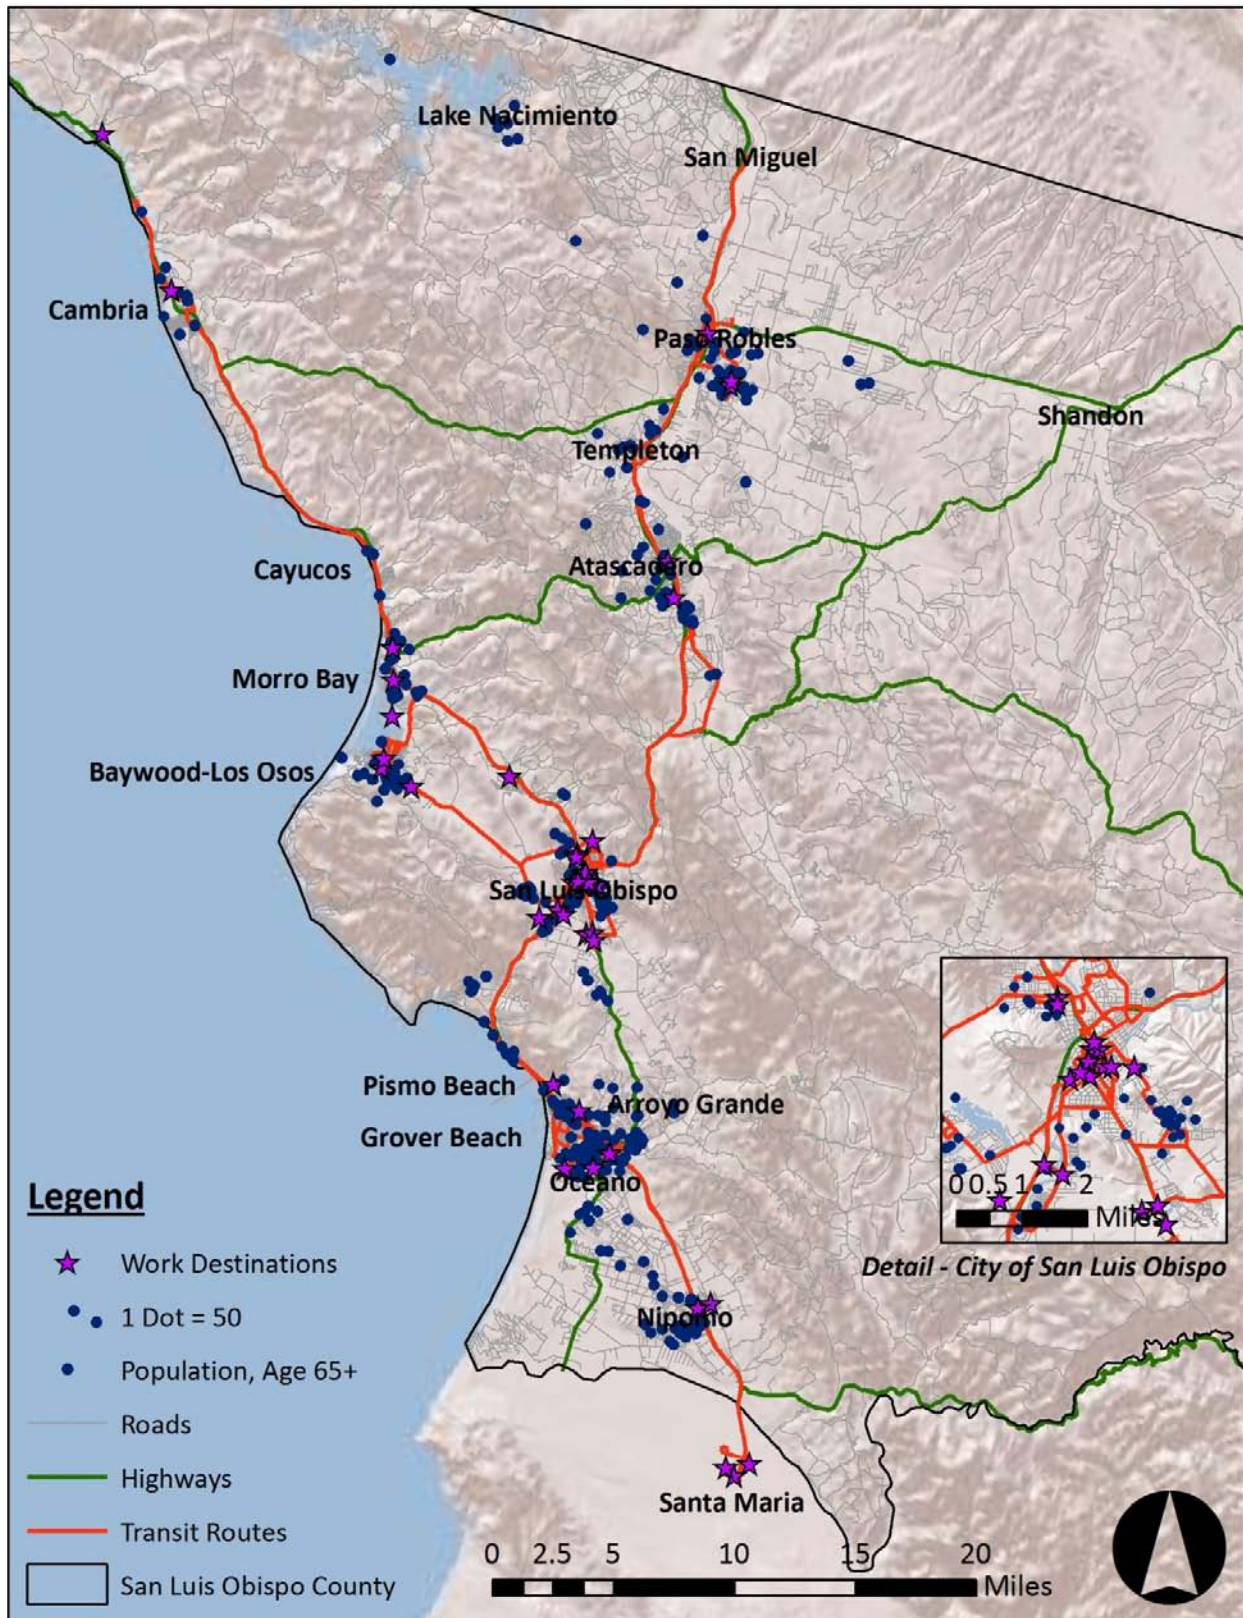 Lake Nacimiento
San Miguel
Cambria
Paso Robles
Shandon
Templeton
Atascadero
Cayucos
Morro Bay
Baywood-Los Osos
San Luis Obispo
Pismo Beach
Arroyo Grande
Grover Beach
Oceano
Nipomo
Santa Maria
0 0.5 1 2
Miles
Detail - City of San Luis Obispo
Legend
Work Destinations
1 Dot = 50
Population, Age 65+
Roads
Highways
Transit Routes
San Luis Obispo County
0 2.5 5 10 15 20
Miles